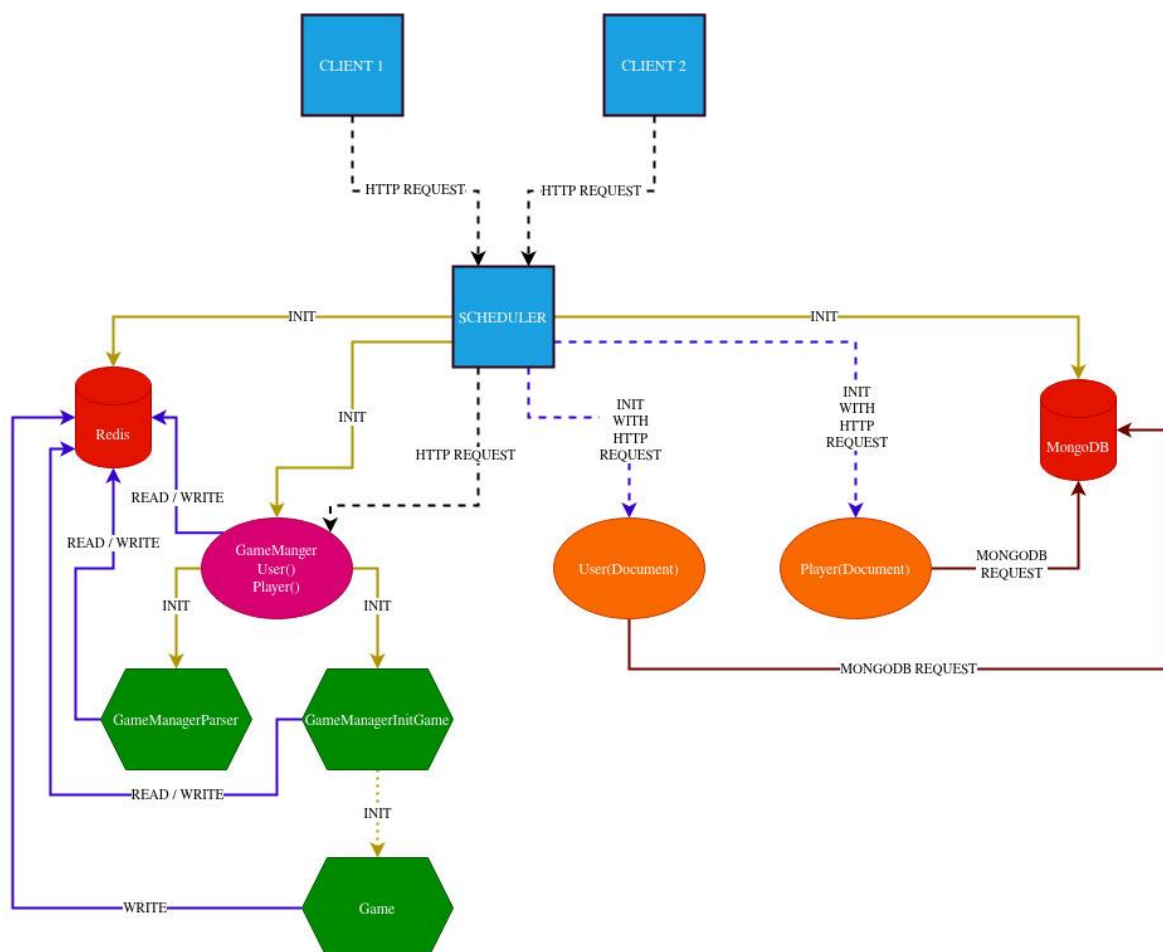 CLIENT 1
CLIENT 2
HTTP REQUEST
HTTP REQUEST
SCHEDULER
INIT
INIT
INIT
INIT
WITH
HTTP
REQUEST
INIT
WITH
HTTP
REQUEST
Redis
MongoDB
HTTP REQUEST
READ / WRITE
READ / WRITE
GameManger
User()
Player()
User(Document)
Player(Document)
MONGODB
REQUEST
INIT
INIT
MONGODB REQUEST
GameManagerParser
GameManagerInitGame
READ / WRITE
INIT
WRITE
Game